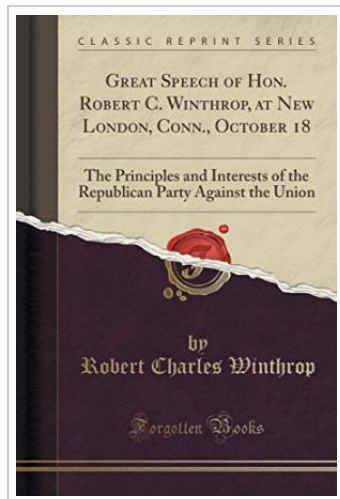 CLASSIC REPRINT SERIES
GREAT SPEECH OF HON.
ROBERT C. WINTHROP, AT NEW
LONDON, CONN., OCTOBER 18
The Principles and Interests of the
Republican Party Against the Union
by
Robert Charles Winthrop
Forgotten Books